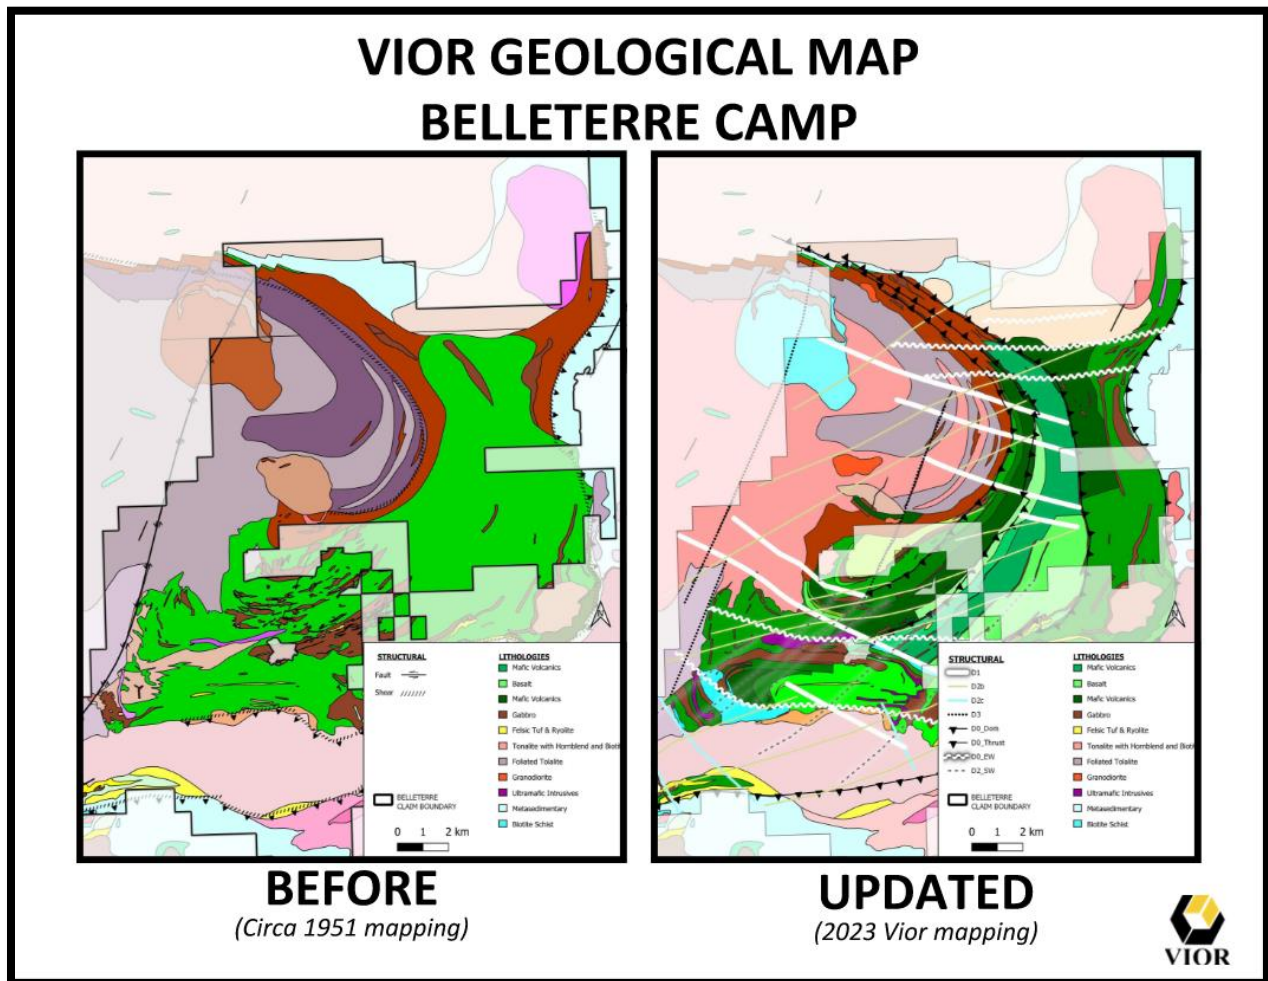 VIOR GEOLOGICAL MAP
BELLETERRE CAMP
STRUCTURAL
Fault
Shear
BELLETERRE
CLAIM BOUNDARY
0 1 2 km
LITHOLOGIES
Mafic Volcanics
Basalt
Mafic Volcanics
Gabbro
Felsic Tuf & Ryolite
Tonalite with Hornblend and Bioti
Foliated Tolalite
Granodiorite
Ultramafic Intrusives
Metasedimentary
Biotite Schist
STRUCTURAL
D1
D2b
D2c
D3
D0_Dom
D0_Thrust
D0_EW
D2_SW
BELLETERRE
CLAIM BOUNDARY
0 1 2 km
LITHOLOGIES
Mafic Volcanics
Basalt
Mafic Volcanics
Gabbro
Felsic Tuf & Ryolite
Tonalite with Hornblend and Bioti
Foliated Tolalite
Granodiorite
Ultramafic Intrusives
Metasedimentary
Biotite Schist
BEFORE
(Circa 1951 mapping)
UPDATED
(2023 Vior mapping)
VIOR